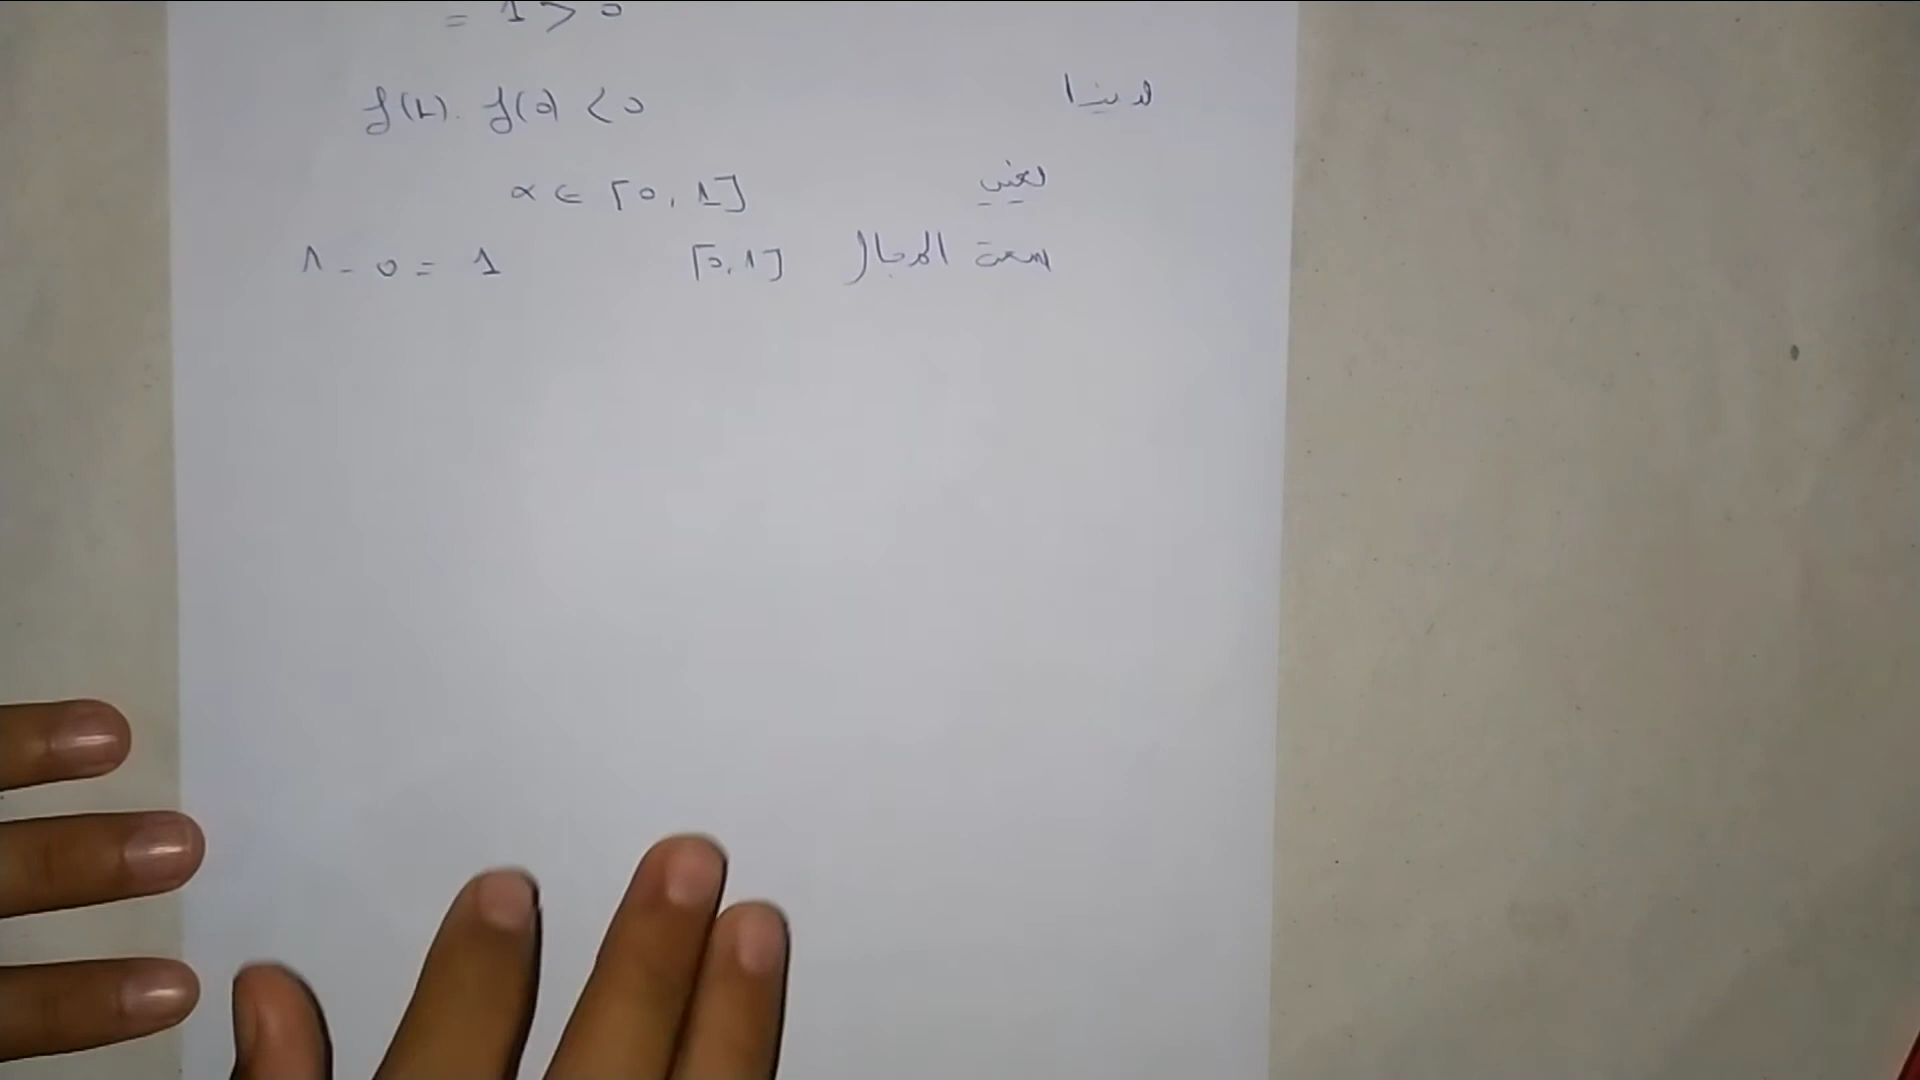 = 1 > 0
لدينا f(1). f(0) < 0
يعني α ∈ [0, 1]
سعة المجال [0,1] 1 - 0 = 1